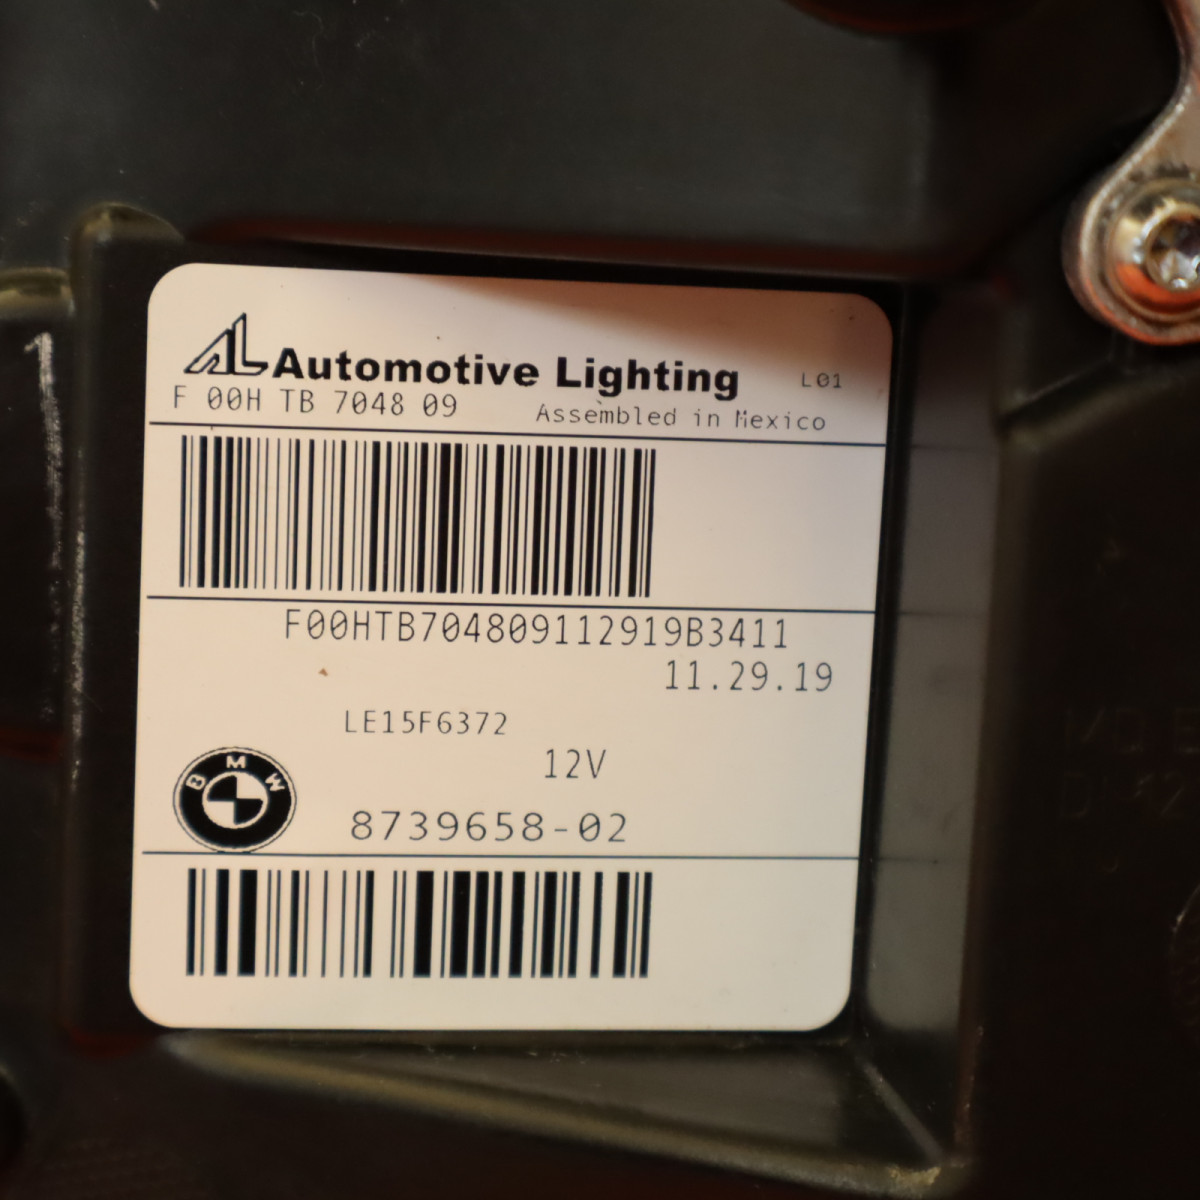 AL Automotive Lighting L01
F 00H TB 7048 09 Assembled in Mexico
F00HTB704809112919B3411
11.29.19
LE15F6372
12V
BMW
8739658-02